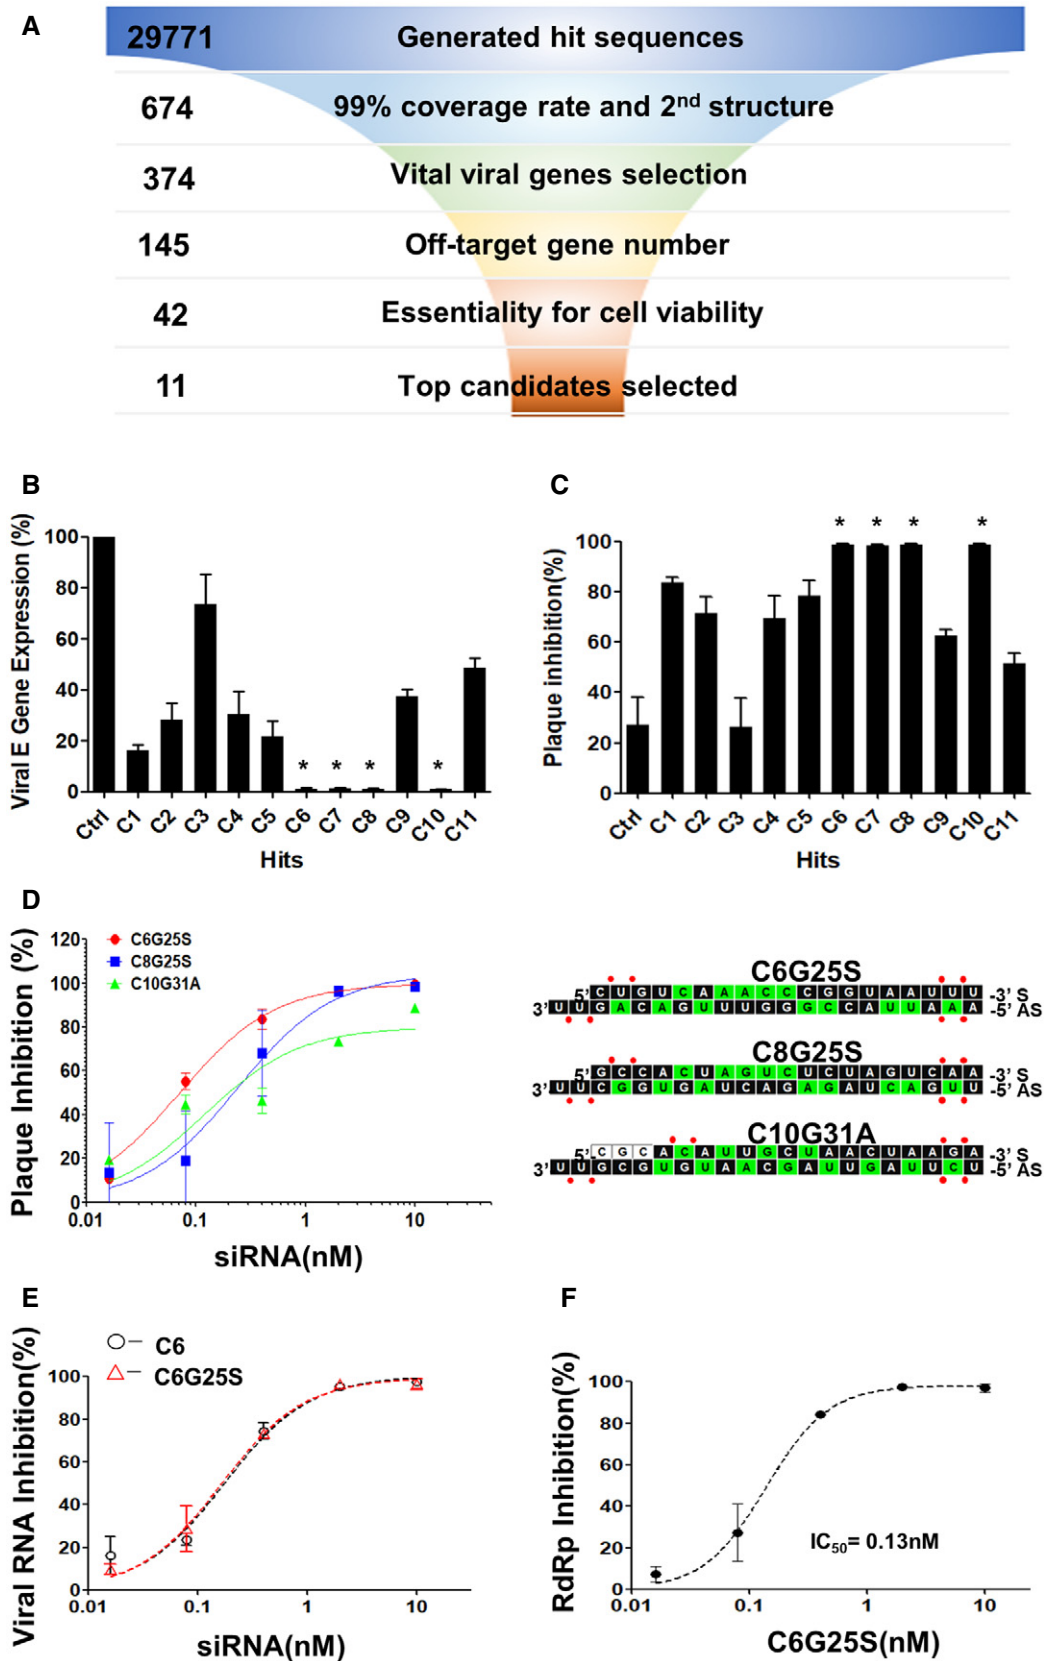 A
29771 Generated hit sequences
674 99% coverage rate and 2nd structure
374 Vital viral genes selection
145 Off-target gene number
42 Essentiality for cell viability
11 Top candidates selected
B
Viral E Gene Expression (%)
100
80
60
40
20
0
* * * *
Ctrl C1 C2 C3 C4 C5 C6 C7 C8 C9 C10 C11
Hits
C
Plaque inhibition(%)
100
80
60
40
20
0
* * * *
Ctrl C1 C2 C3 C4 C5 C6 C7 C8 C9 C10 C11
Hits
D
Plaque Inhibition (%)
120
100
80
60
40
20
0
C6G25S
C8G25S
C10G31A
0.01 0.1 1 10
siRNA(nM)
C6G25S
5' C U G U C A A A C C C G G U A A U U U -3' S
3' U U G A C A G U U U G G G C C A U U A A A -5' AS
C8G25S
5' G C C A C U A G U C U C U A G U C A A -3' S
3' U U C G G U G A U C A G A G A U C A G U U -5' AS
C10G31A
5' C G C A C A U U G C U A A C U A A G A -3' S
3' U U G C G U G U A A C G A U U G A U U C U -5' AS
E
Viral RNA Inhibition(%)
C6
C6G25S
100
80
60
40
20
0
0.01 0.1 1 10
siRNA(nM)
F
RdRp Inhibition(%)
100
80
60
40
20
0
IC50= 0.13nM
0.01 0.1 1 10
C6G25S(nM)